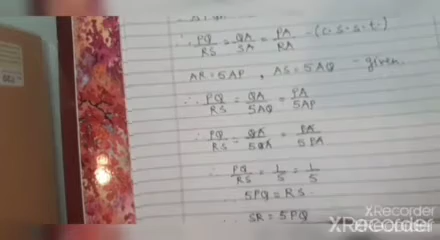 ∴ PQ/RS = QA/SA = PA/RA - (c.s.s.t.)
AR = 5AP , AS = 5AQ - given.
∴ PQ/RS = QA/5AQ = PA/5AP
∴ PQ/RS = QA/5QA = PA/5PA
∴ PQ/RS = 1/5 = 1/5
∴ 5PQ = RS
∴ SR = 5PQ
XRecorder
XRecorder